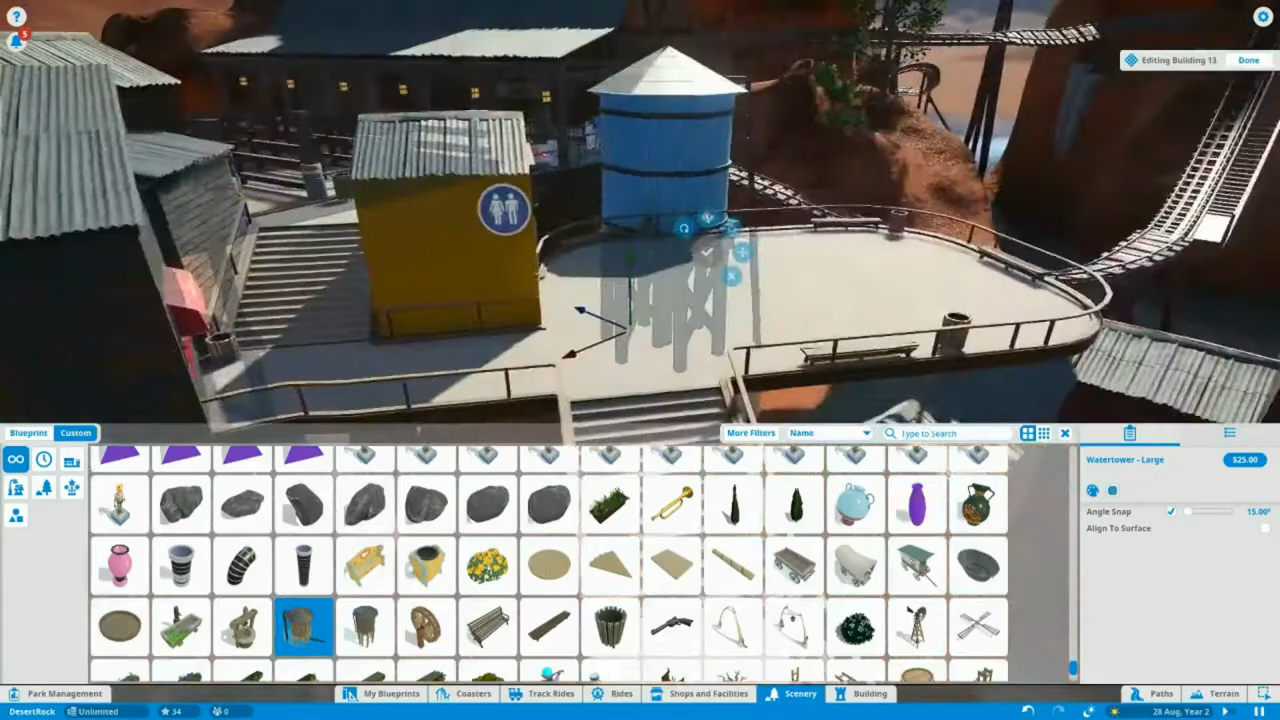 ?
5
Editing Building 13 Done
Blueprint Custom
More Filters Name Type to Search
Watertower - Large $25.00
Angle Snap 15.00°
Align To Surface
Park Management My Blueprints Coasters Track Rides Rides Shops and Facilities Scenery Building Paths Terrain
DesertRock Unlimited 34 0 28 Aug, Year 2